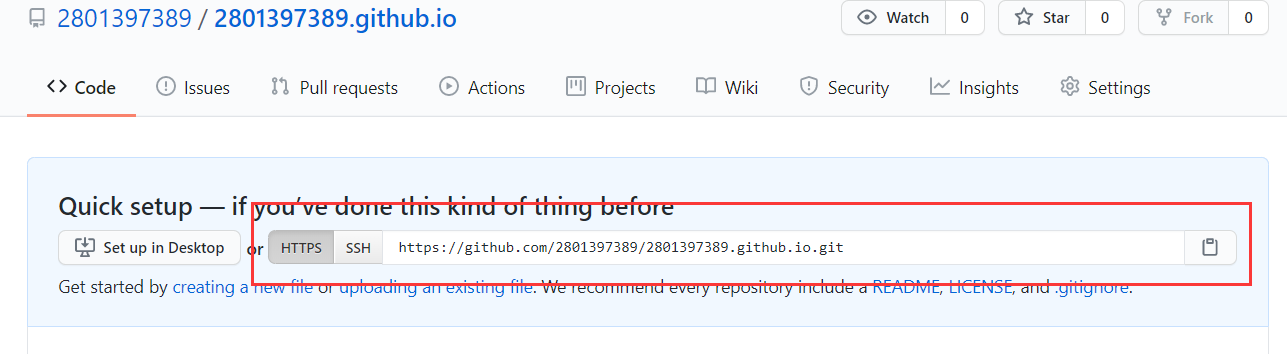 2801397389 / 2801397389.github.io
Watch 0 Star 0 Fork 0
Code Issues Pull requests Actions Projects Wiki Security Insights Settings
Quick setup — if you’ve done this kind of thing before
Set up in Desktop or HTTPS SSH https://github.com/2801397389/2801397389.github.io.git
Get started by creating a new file or uploading an existing file. We recommend every repository include a README, LICENSE, and .gitignore.